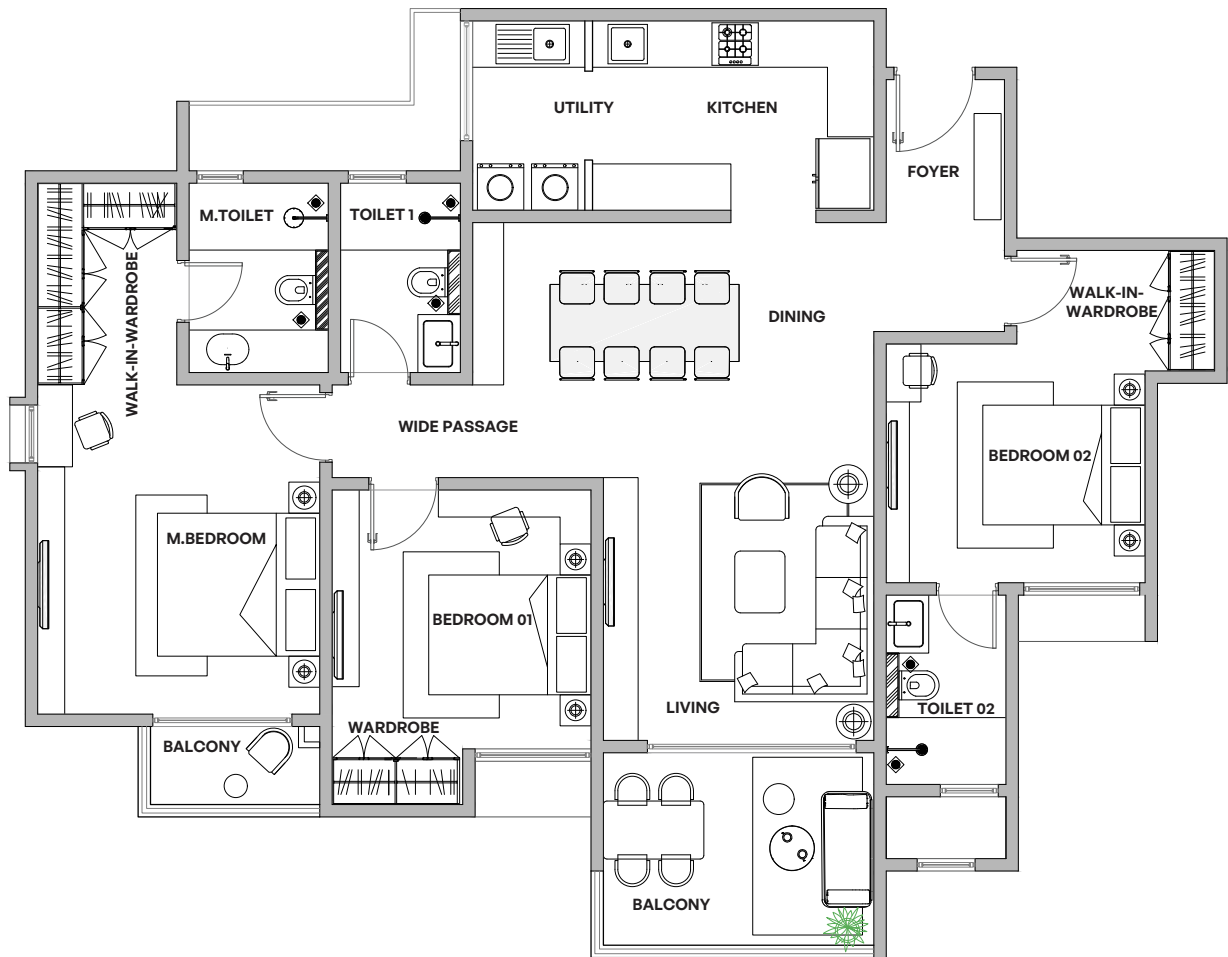 UTILITY
KITCHEN
FOYER
M.TOILET
TOILET 1
WALK-IN-WARDROBE
WALK-IN-
WARDROBE
DINING
WIDE PASSAGE
BEDROOM 02
M.BEDROOM
BEDROOM 01
LIVING
TOILET 02
WARDROBE
BALCONY
BALCONY